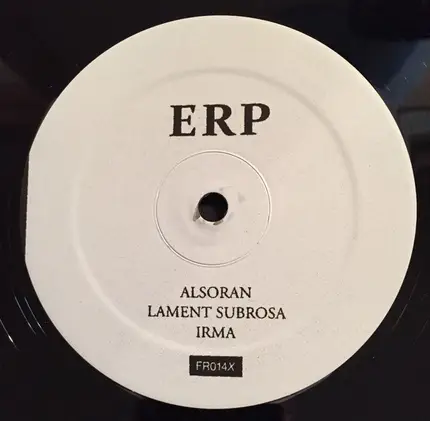 ERP
ALSORAN
LAMENT SUBROSA
IRMA
FR014X